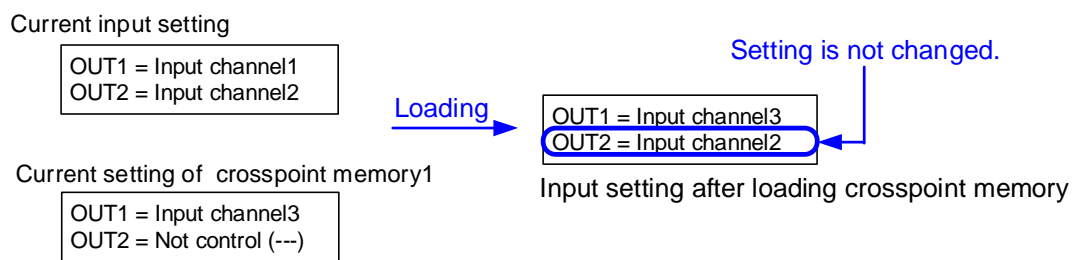 Current input setting
OUT1 = Input channel1
OUT2 = Input channel2
Current setting of crosspoint memory1
OUT1 = Input channel3
OUT2 = Not control (---)
Loading
Setting is not changed.
OUT1 = Input channel3
OUT2 = Input channel2
Input setting after loading crosspoint memory